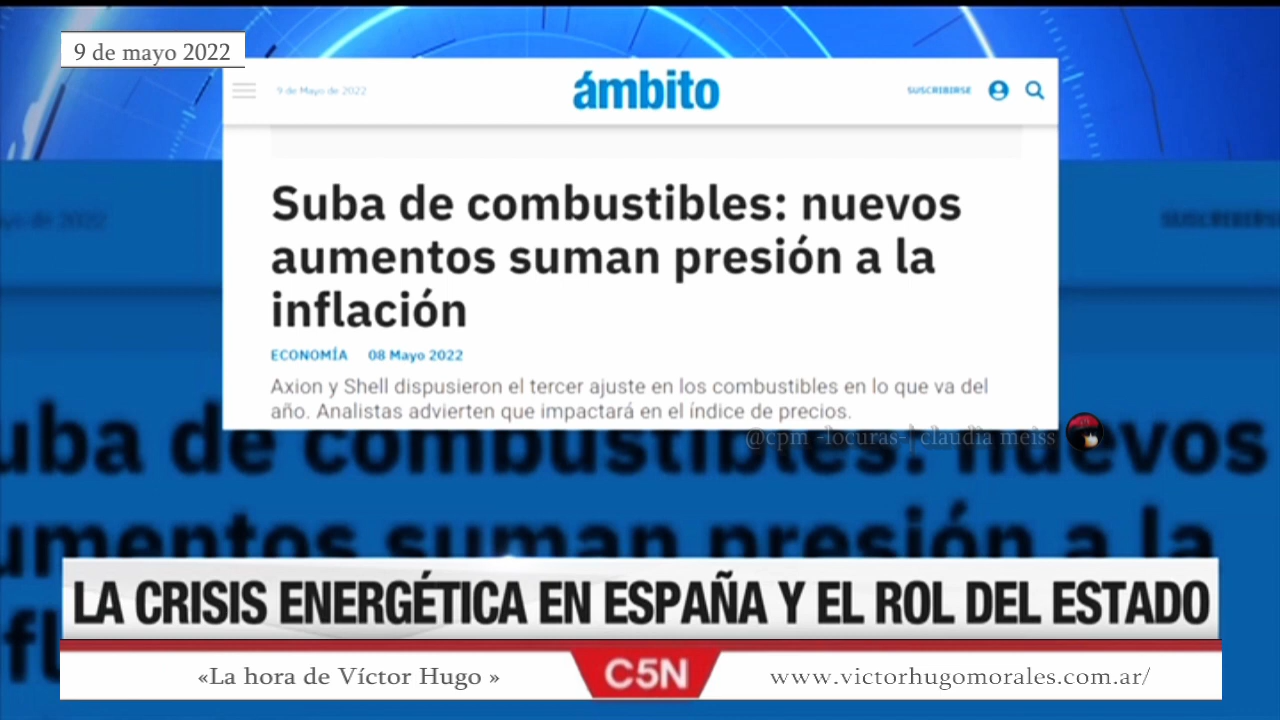 9 de mayo 2022
9 de Mayo de 2022
ámbito
SUSCRIBIRSE
Suba de combustibles: nuevos
aumentos suman presión a la
inflación
ECONOMÍA 08 Mayo 2022
Axion y Shell dispusieron el tercer ajuste en los combustibles en lo que va del
año. Analistas advierten que impactará en el índice de precios.
@cpm -locuras-| claudia meiss
LA CRISIS ENERGÉTICA EN ESPAÑA Y EL ROL DEL ESTADO
«La hora de Víctor Hugo »
C5N
www.victorhugomorales.com.ar/